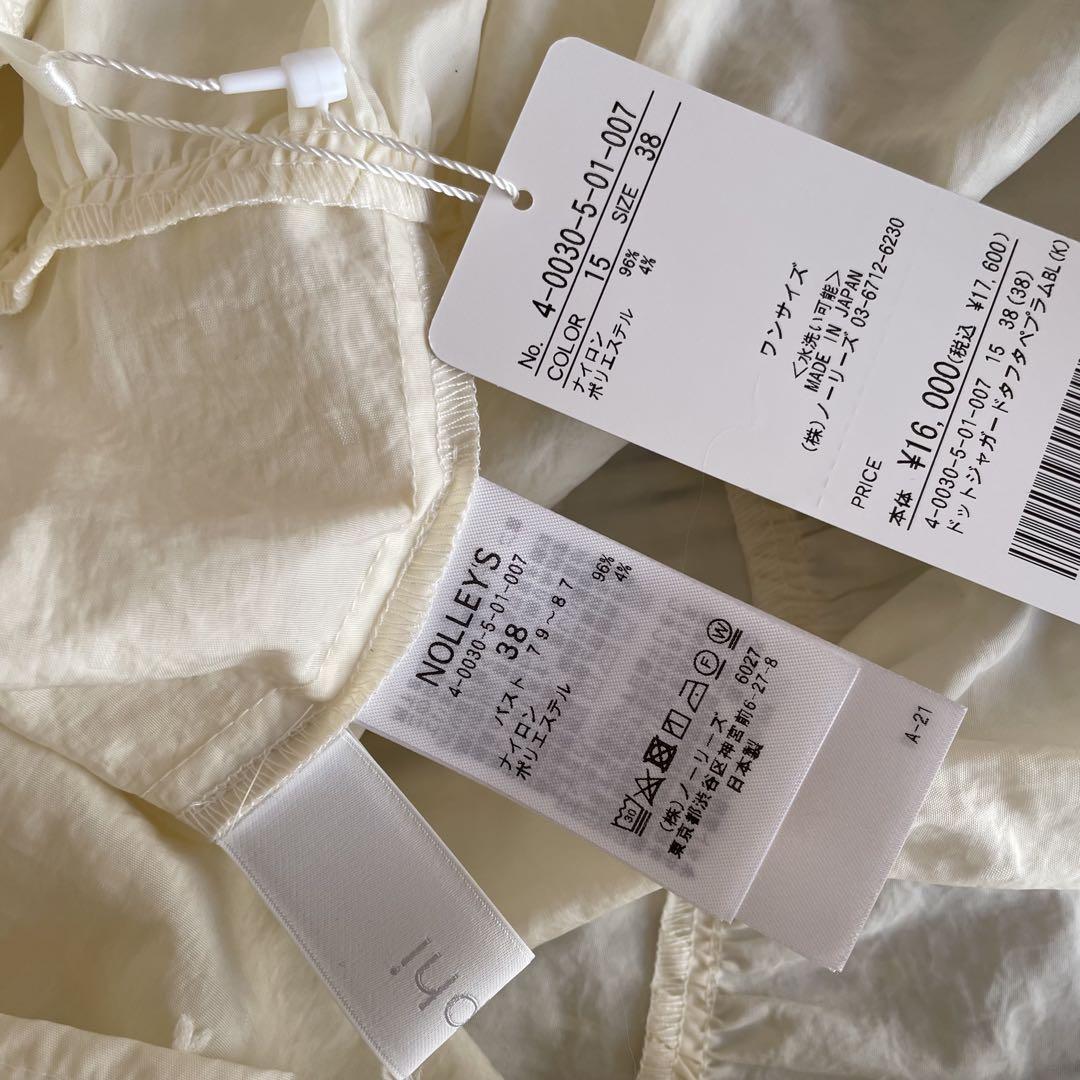 No. 4-0030-5-01-007
COLOR 15 SIZE 38
ナイロン 96%
ポリエステル 4%
ワンサイズ
<水洗い可能>
MADE IN JAPAN
(株)ノーリーズ 03-6712-6230
PRICE
本体 ¥16,000(税込 ¥17,600)
4-0030-5-01-007 15 38(38)
ドットジャガードタフタペプラムBL(K)
NOLLEY'S
4-0030-5-01-007
38
バスト 79~87
ナイロン 96%
ポリエステル 4%
30
F
W
(株)ノーリーズ 6027
東京都渋谷区神宮前6-27-8
日本製
A-21
oh!